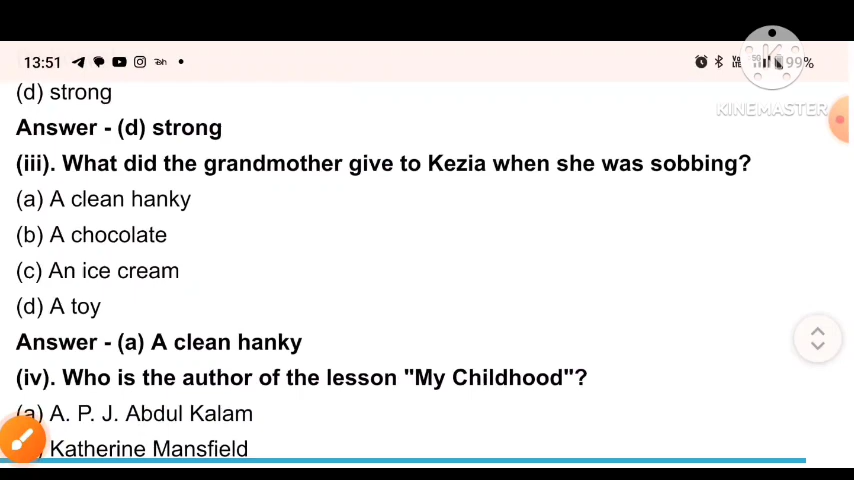 13:51
99%
KINEMASTER
(d) strong
Answer - (d) strong
(iii). What did the grandmother give to Kezia when she was sobbing?
(a) A clean hanky
(b) A chocolate
(c) An ice cream
(d) A toy
Answer - (a) A clean hanky
(iv). Who is the author of the lesson "My Childhood"?
(a) A. P. J. Abdul Kalam
Katherine Mansfield